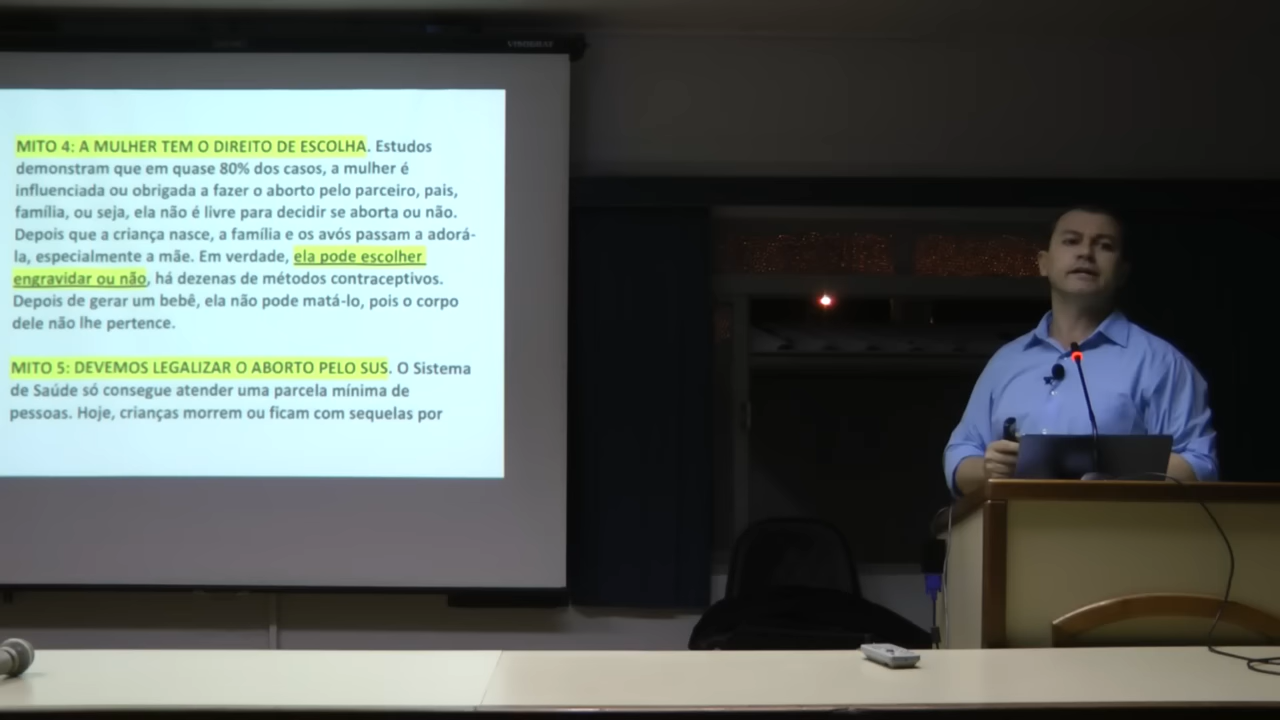 MITO 4: A MULHER TEM O DIREITO DE ESCOLHA. Estudos
demonstram que em quase 80% dos casos, a mulher é
influenciada ou obrigada a fazer o aborto pelo parceiro, pais,
família, ou seja, ela não é livre para decidir se aborta ou não.
Depois que a criança nasce, a família e os avós passam a adorá-
la, especialmente a mãe. Em verdade, ela pode escolher
engravidar ou não, há dezenas de métodos contraceptivos.
Depois de gerar um bebê, ela não pode matá-lo, pois o corpo
dele não lhe pertence.
MITO 5: DEVEMOS LEGALIZAR O ABORTO PELO SUS. O Sistema
de Saúde só consegue atender uma parcela mínima de
pessoas. Hoje, crianças morrem ou ficam com sequelas por